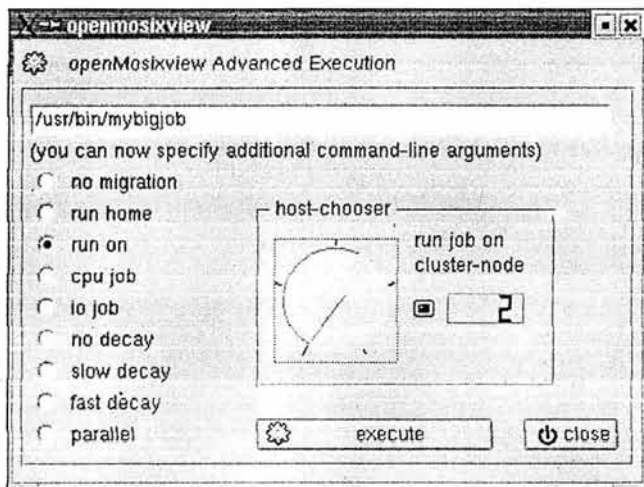 openmosixview
openMosixview Advanced Execution
/usr/bin/mybigjob
(you can now specify additional command-line arguments)
no migration
run home
run on
cpu job
io job
no decay
slow decay
fast decay
parallel
host-chooser
run job on
cluster-node
2
execute
close